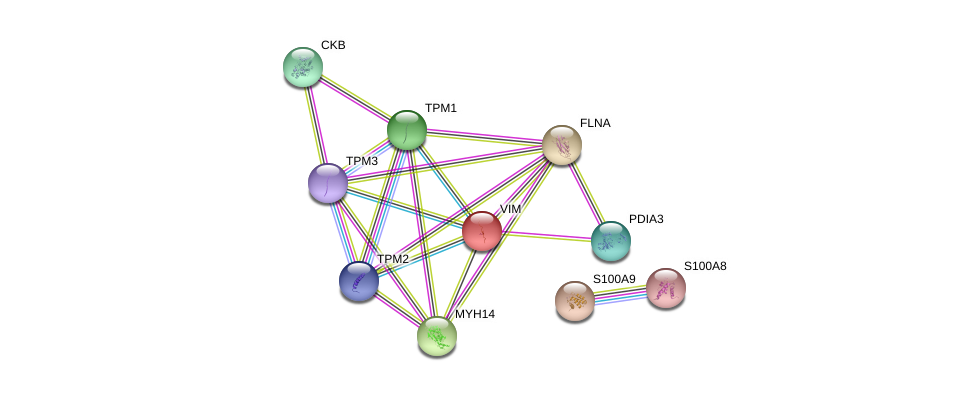 CKB
TPM1
FLNA
TPM3
VIM
PDIA3
TPM2
S100A8
S100A9
MYH14